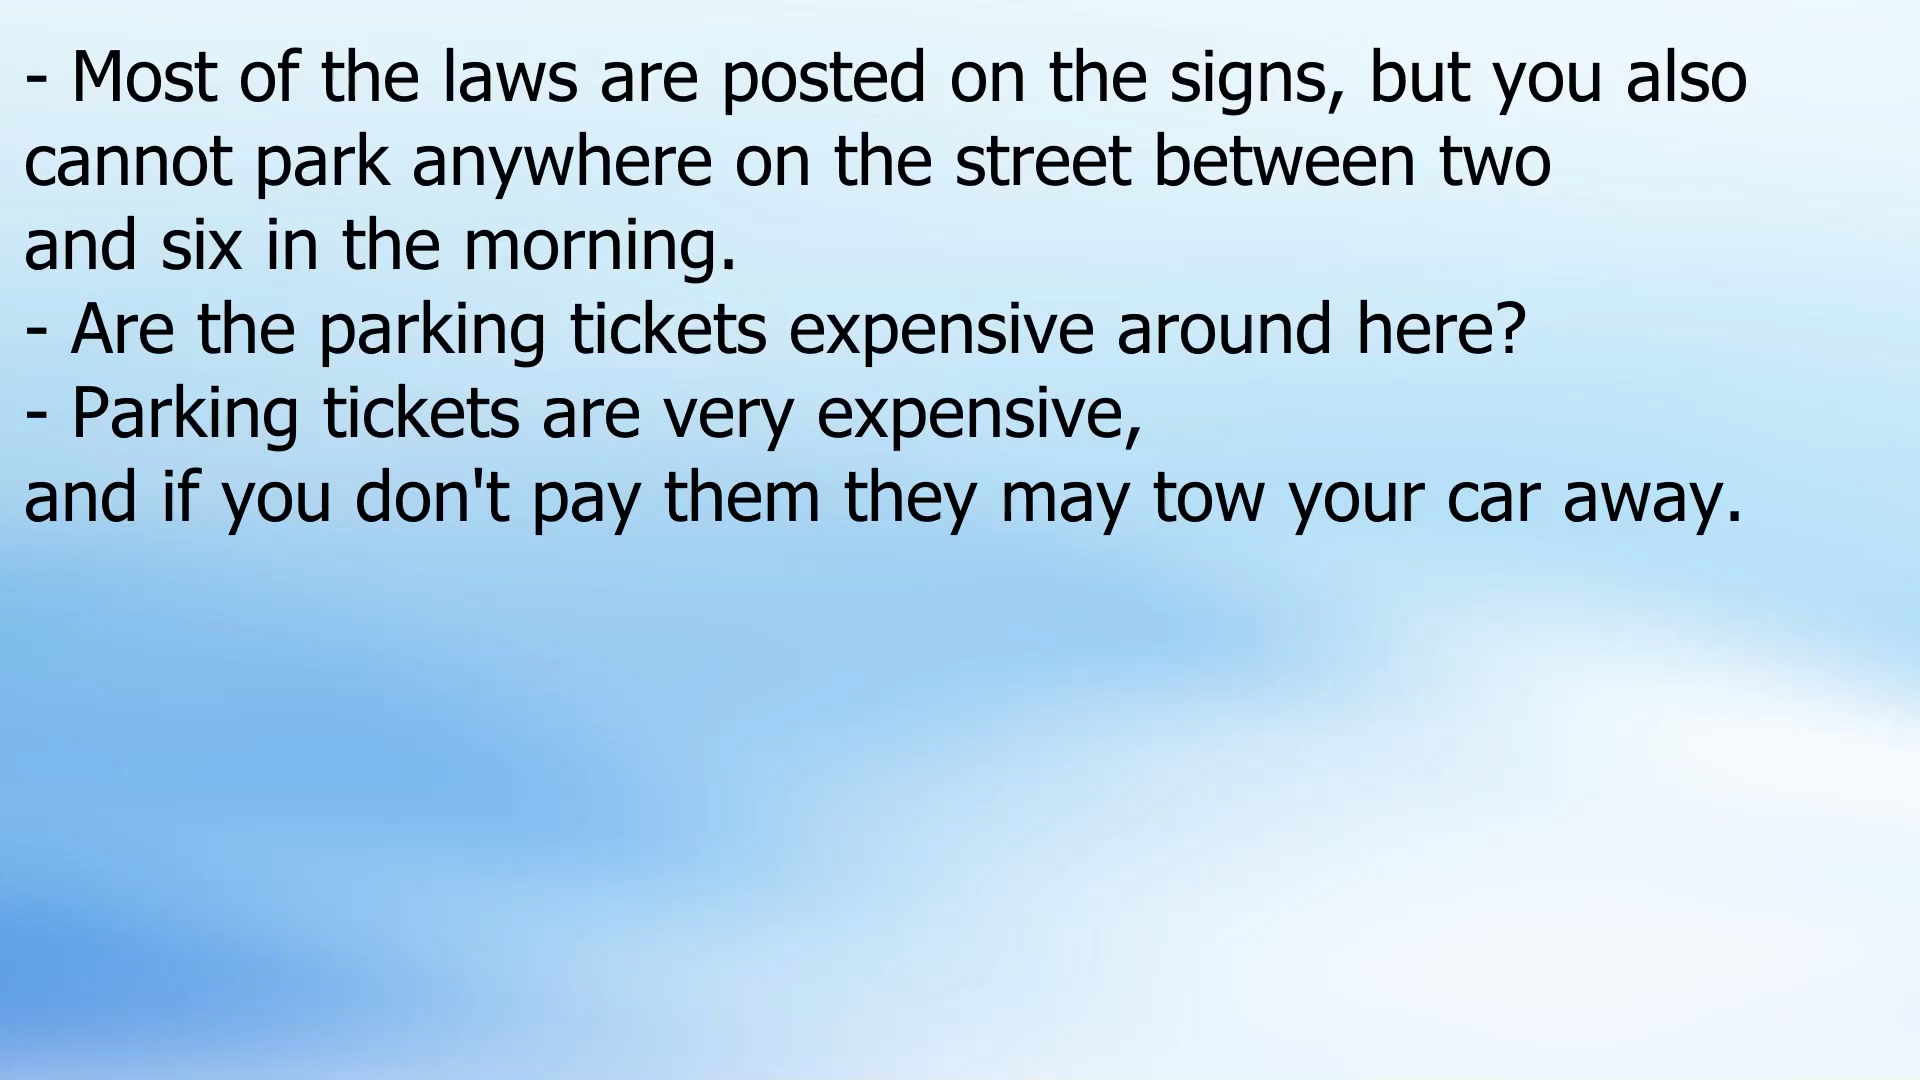 - Most of the laws are posted on the signs, but you also
cannot park anywhere on the street between two
and six in the morning.
- Are the parking tickets expensive around here?
- Parking tickets are very expensive,
and if you don't pay them they may tow your car away.